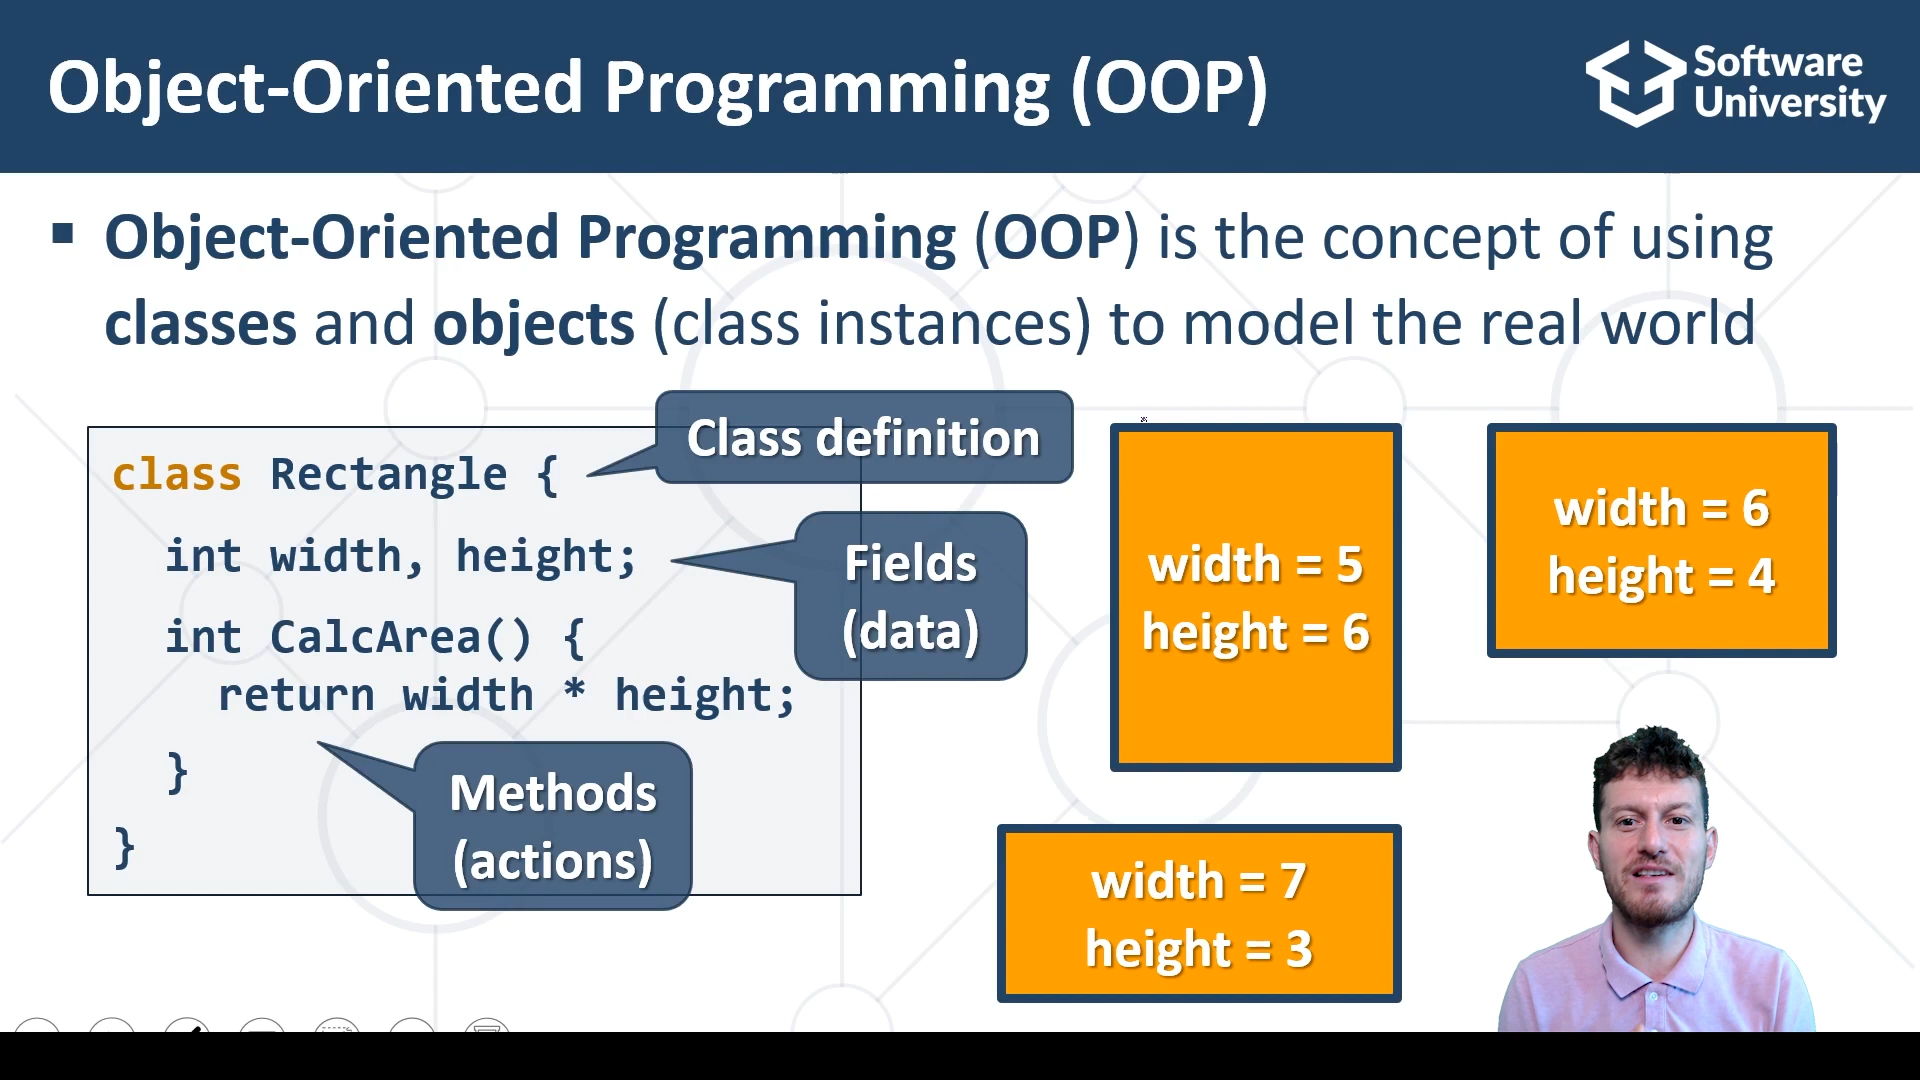 Object-Oriented Programming (OOP)
Software
University
▪ Object-Oriented Programming (OOP) is the concept of using
classes and objects (class instances) to model the real world
class Rectangle {
int width, height;
int CalcArea() {
return width * height;
}
}
Class definition
Fields
(data)
Methods
(actions)
width = 5
height = 6
width = 6
height = 4
width = 7
height = 3